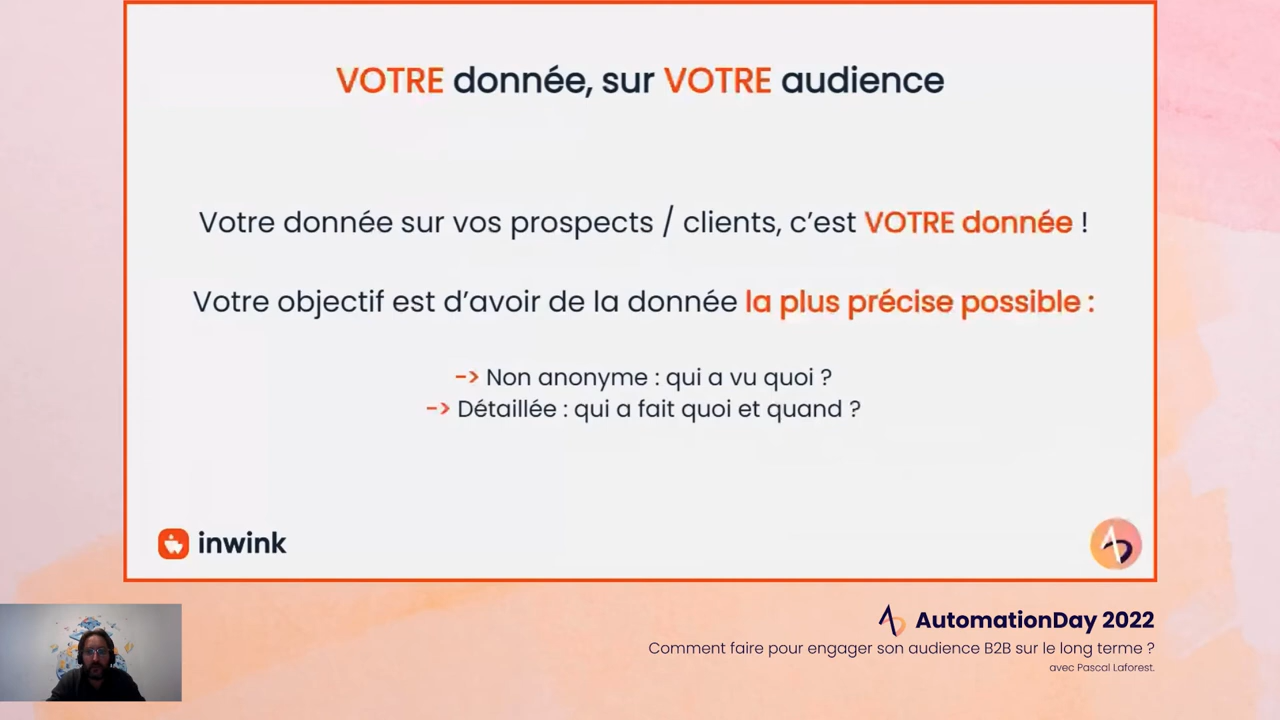 VOTRE donnée, sur VOTRE audience
Votre donnée sur vos prospects / clients, c’est VOTRE donnée !
Votre objectif est d’avoir de la donnée la plus précise possible :
-> Non anonyme : qui a vu quoi ?
-> Détaillée : qui a fait quoi et quand ?
inwink
AutomationDay 2022
Comment faire pour engager son audience B2B sur le long terme ?
avec Pascal Laforest.